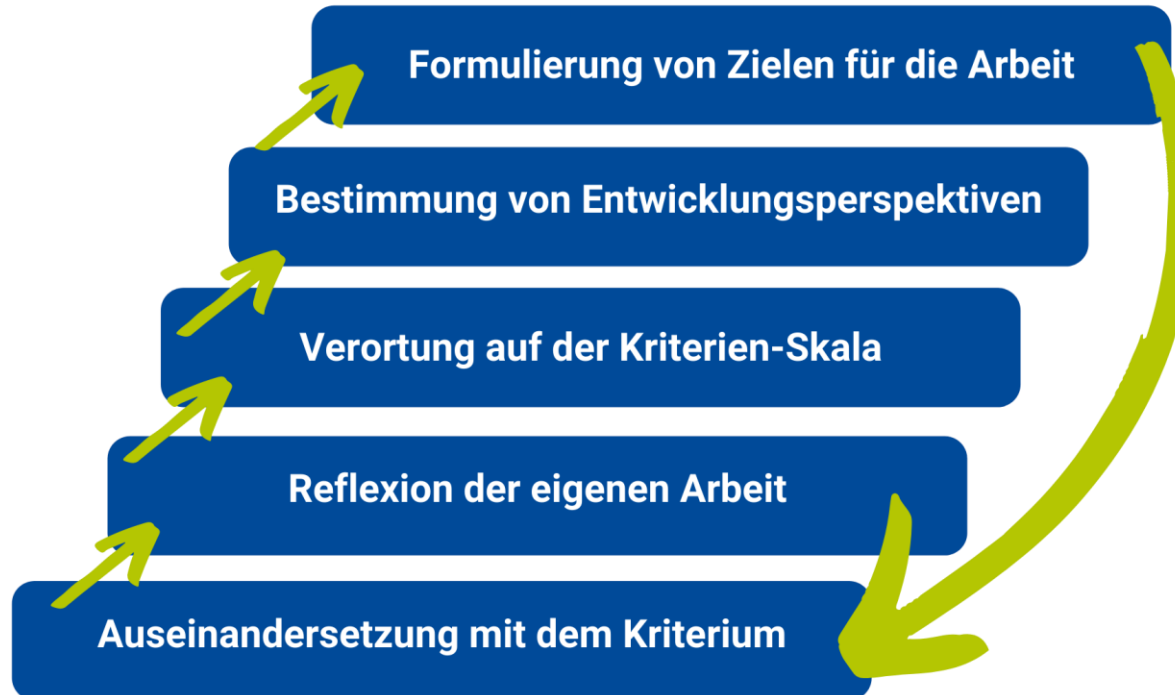 Formulierung von Zielen für die Arbeit
Bestimmung von Entwicklungsperspektiven
Verortung auf der Kriterien-Skala
Reflexion der eigenen Arbeit
Auseinandersetzung mit dem Kriterium